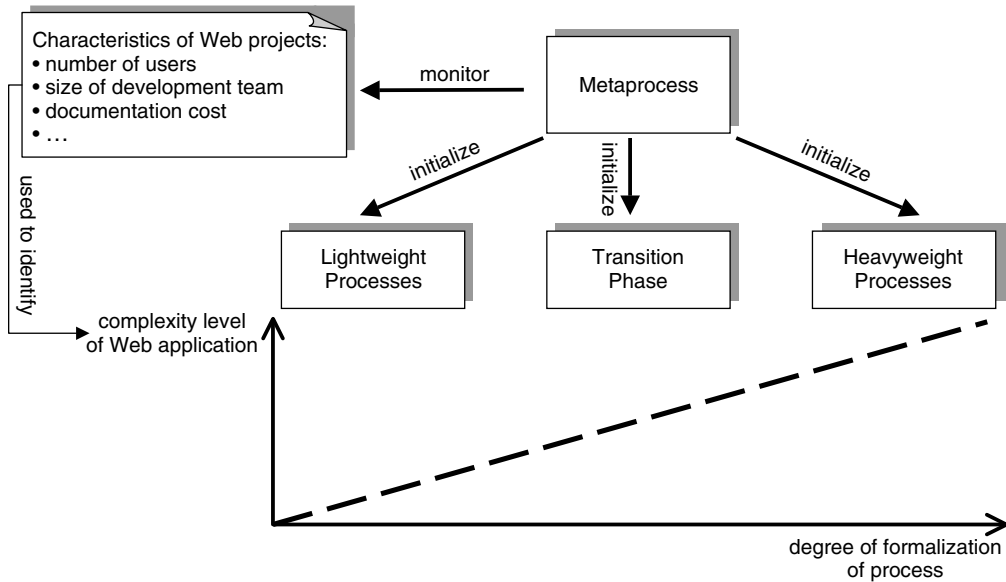 Characteristics of Web projects:
• number of users
• size of development team
• documentation cost
• …
monitor
Metaprocess
initialize
initialize
initialize
used to identify
Lightweight
Processes
Transition
Phase
Heavyweight
Processes
complexity level
of Web application
degree of formalization
of process